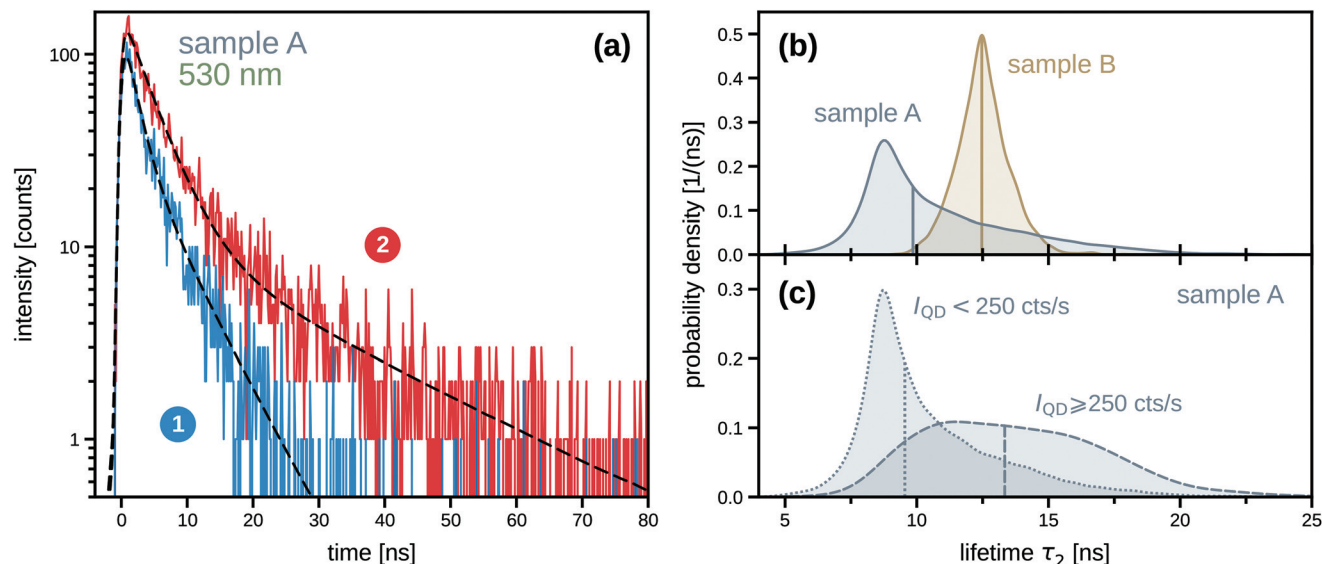 sample A
530 nm
(a)
100
10
1
2
1
intensity [counts]
0
10
20
30
40
50
60
70
80
time [ns]
(b)
sample B
sample A
0.5
0.4
0.3
0.2
0.1
0.0
probability density [1/(ns)]
(c)
I_QD < 250 cts/s
sample A
I_QD ⩾ 250 cts/s
0.3
0.2
0.1
0.0
5
10
15
20
25
lifetime τ₂ [ns]